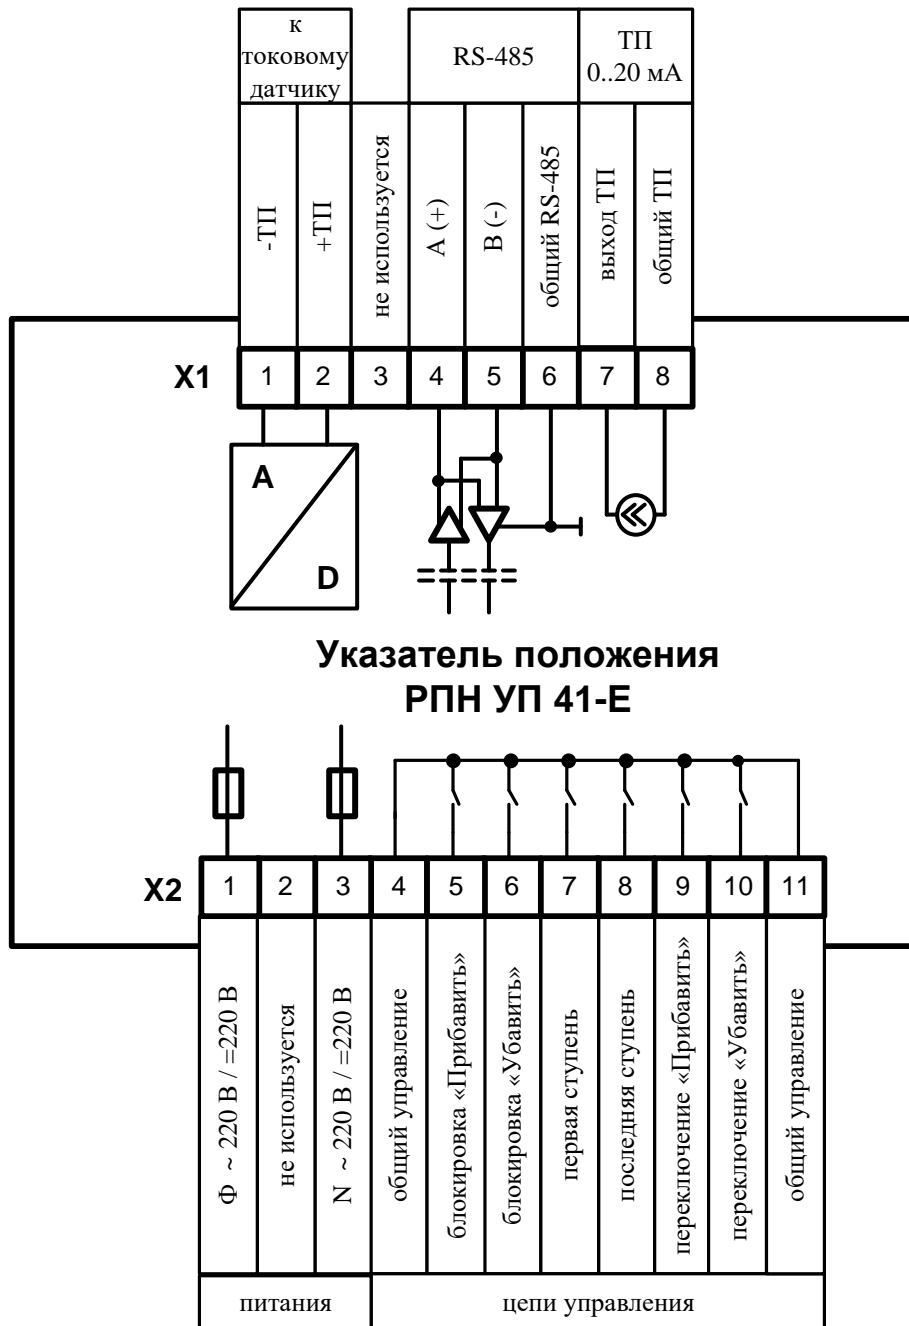 к
токовому
датчику
RS-485
ТП
0..20 мА
-ТП
+ТП
не используется
А (+)
В (-)
общий RS-485
выход ТП
общий ТП
X1
1
2
3
4
5
6
7
8
A
D
Указатель положения
РПН УП 41-Е
X2
1
2
3
4
5
6
7
8
9
10
11
Ф ~ 220 В / =220 В
не используется
N ~ 220 В / =220 В
общий управление
блокировка «Прибавить»
блокировка «Убавить»
первая ступень
последняя ступень
переключение «Прибавить»
переключение «Убавить»
общий управление
питания
цепи управления